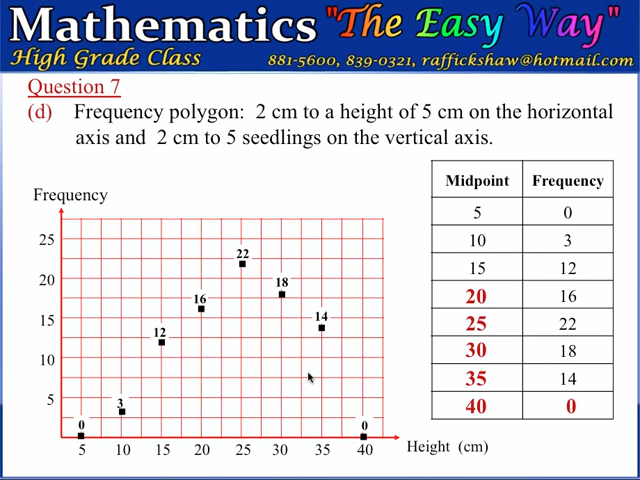 Mathematics "The Easy Way"
High Grade Class 881-5600, 839-0321, raffickshaw@hotmail.com
Question 7
(d) Frequency polygon: 2 cm to a height of 5 cm on the horizontal
axis and 2 cm to 5 seedlings on the vertical axis.
Frequency
25
20
15
10
5
22
18
16
14
12
3
0
0
5 10 15 20 25 30 35 40
Height (cm)
Midpoint Frequency
5 0
10 3
15 12
20 16
25 22
30 18
35 14
40 0